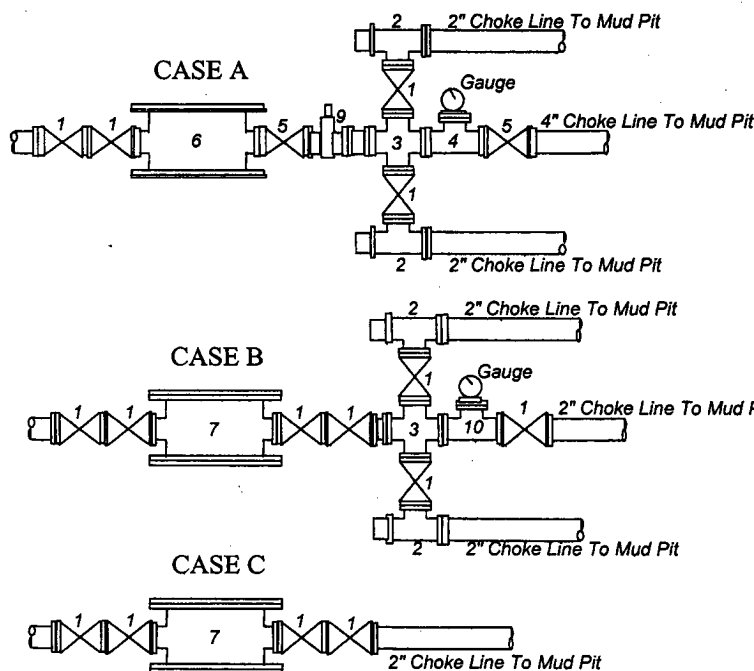 2 2" Choke Line To Mud Pit
CASE A
1 Gauge
1 1 6 5 9 3 4 5 4" Choke Line To Mud Pit
1
2 2" Choke Line To Mud Pit
2 2" Choke Line To Mud Pit
CASE B
1 Gauge
1 1 7 1 1 3 10 1 2" Choke Line To Mud P
1
2 2" Choke Line To Mud Pit
CASE C
1 1 7 1 1
2" Choke Line To Mud Pit